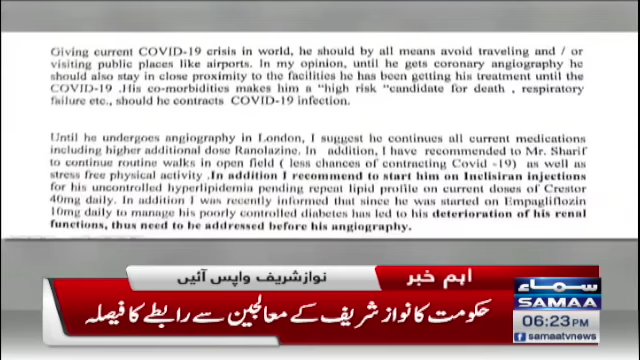 Giving current COVID-19 crisis in world, he should by all means avoid traveling and / or
visiting public places like airports. In my opinion, until he gets coronary angiography he
should also stay in close proximity to the facilities he has been getting his treatment until the
COVID-19 .His co-morbidities makes him a "high risk "candidate for death , respiratory
failure etc., should he contracts COVID-19 infection.
Until he undergoes angiography in London, I suggest he continues all current medications
including higher additional dose Ranolazine. In addition, I have recommended to Mr. Sharif
to continue routine walks in open field ( less chances of contracting Covid -19) as well as
stress free physical activity .In addition I recommend to start him on Inclisiran injections
for his uncontrolled hyperlipidemia pending repeat lipid profile on current doses of Crestor
40mg daily. In addition I was recently informed that since he was started on Empagliflozin
10mg daily to manage his poorly controlled diabetes has led to his deterioration of his renal
functions, thus need to be addressed before his angiography.
اہم خبر
نوازشریف واپس آئیں
حکومت کا نواز شریف کے معالجین سے رابطے کا فیصلہ
سماء
SAMAA
06:23PM
samaatvnews